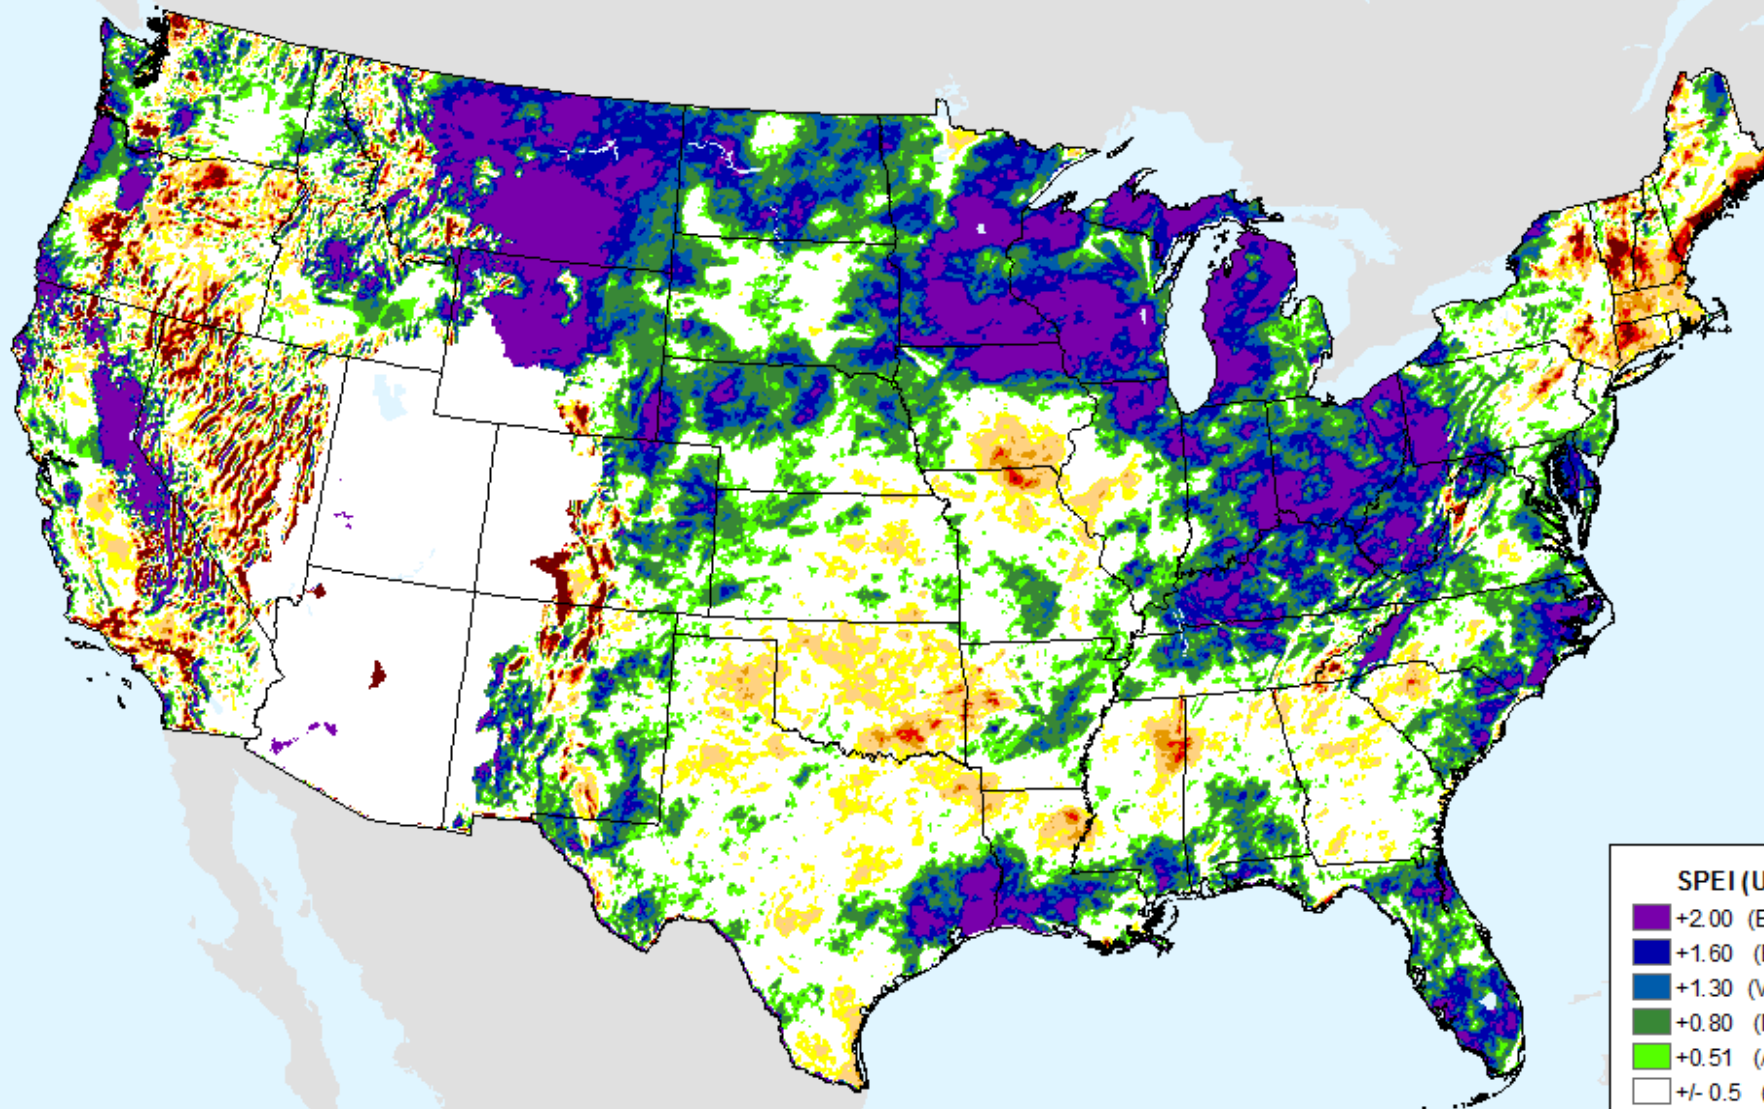 SPEI (U
+2.00 (E
+1.60 (
+1.30 (V
+0.80 (
+0.51 (
+/- 0.5 (